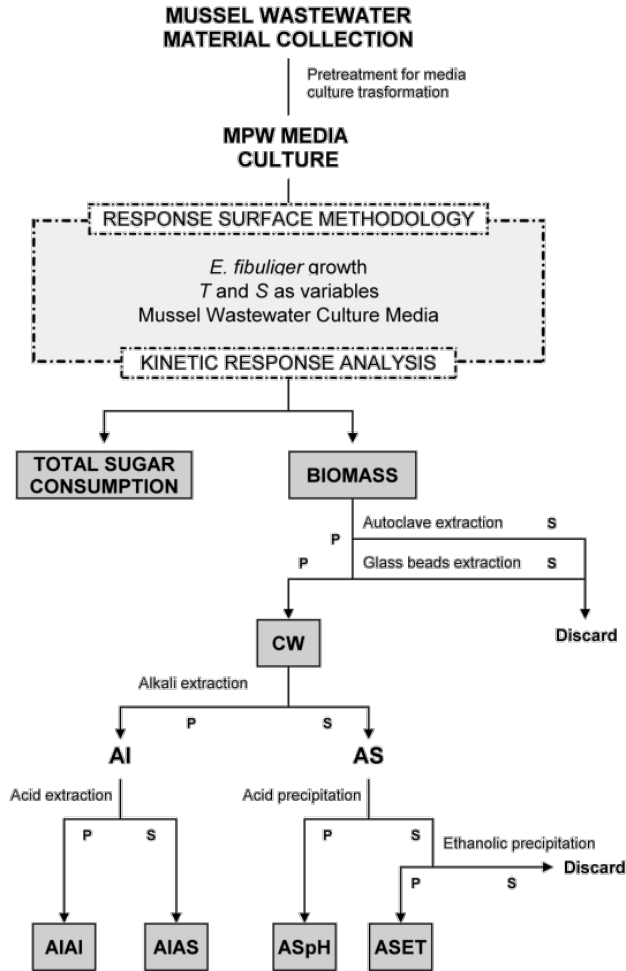 MUSSEL WASTEWATER
MATERIAL COLLECTION
Pretreatment for media
culture trasformation
MPW MEDIA
CULTURE
RESPONSE SURFACE METHODOLOGY
E. fibuliger growth
T and S as variables
Mussel Wastewater Culture Media
KINETIC RESPONSE ANALYSIS
TOTAL SUGAR
CONSUMPTION
BIOMASS
Autoclave extraction S
P
P Glass beads extraction S
Discard
CW
Alkali extraction
P S
AI AS
Acid extraction Acid precipitation
P S P S
Ethanolic precipitation
Discard
P S
AIAI AIAS ASpH ASET